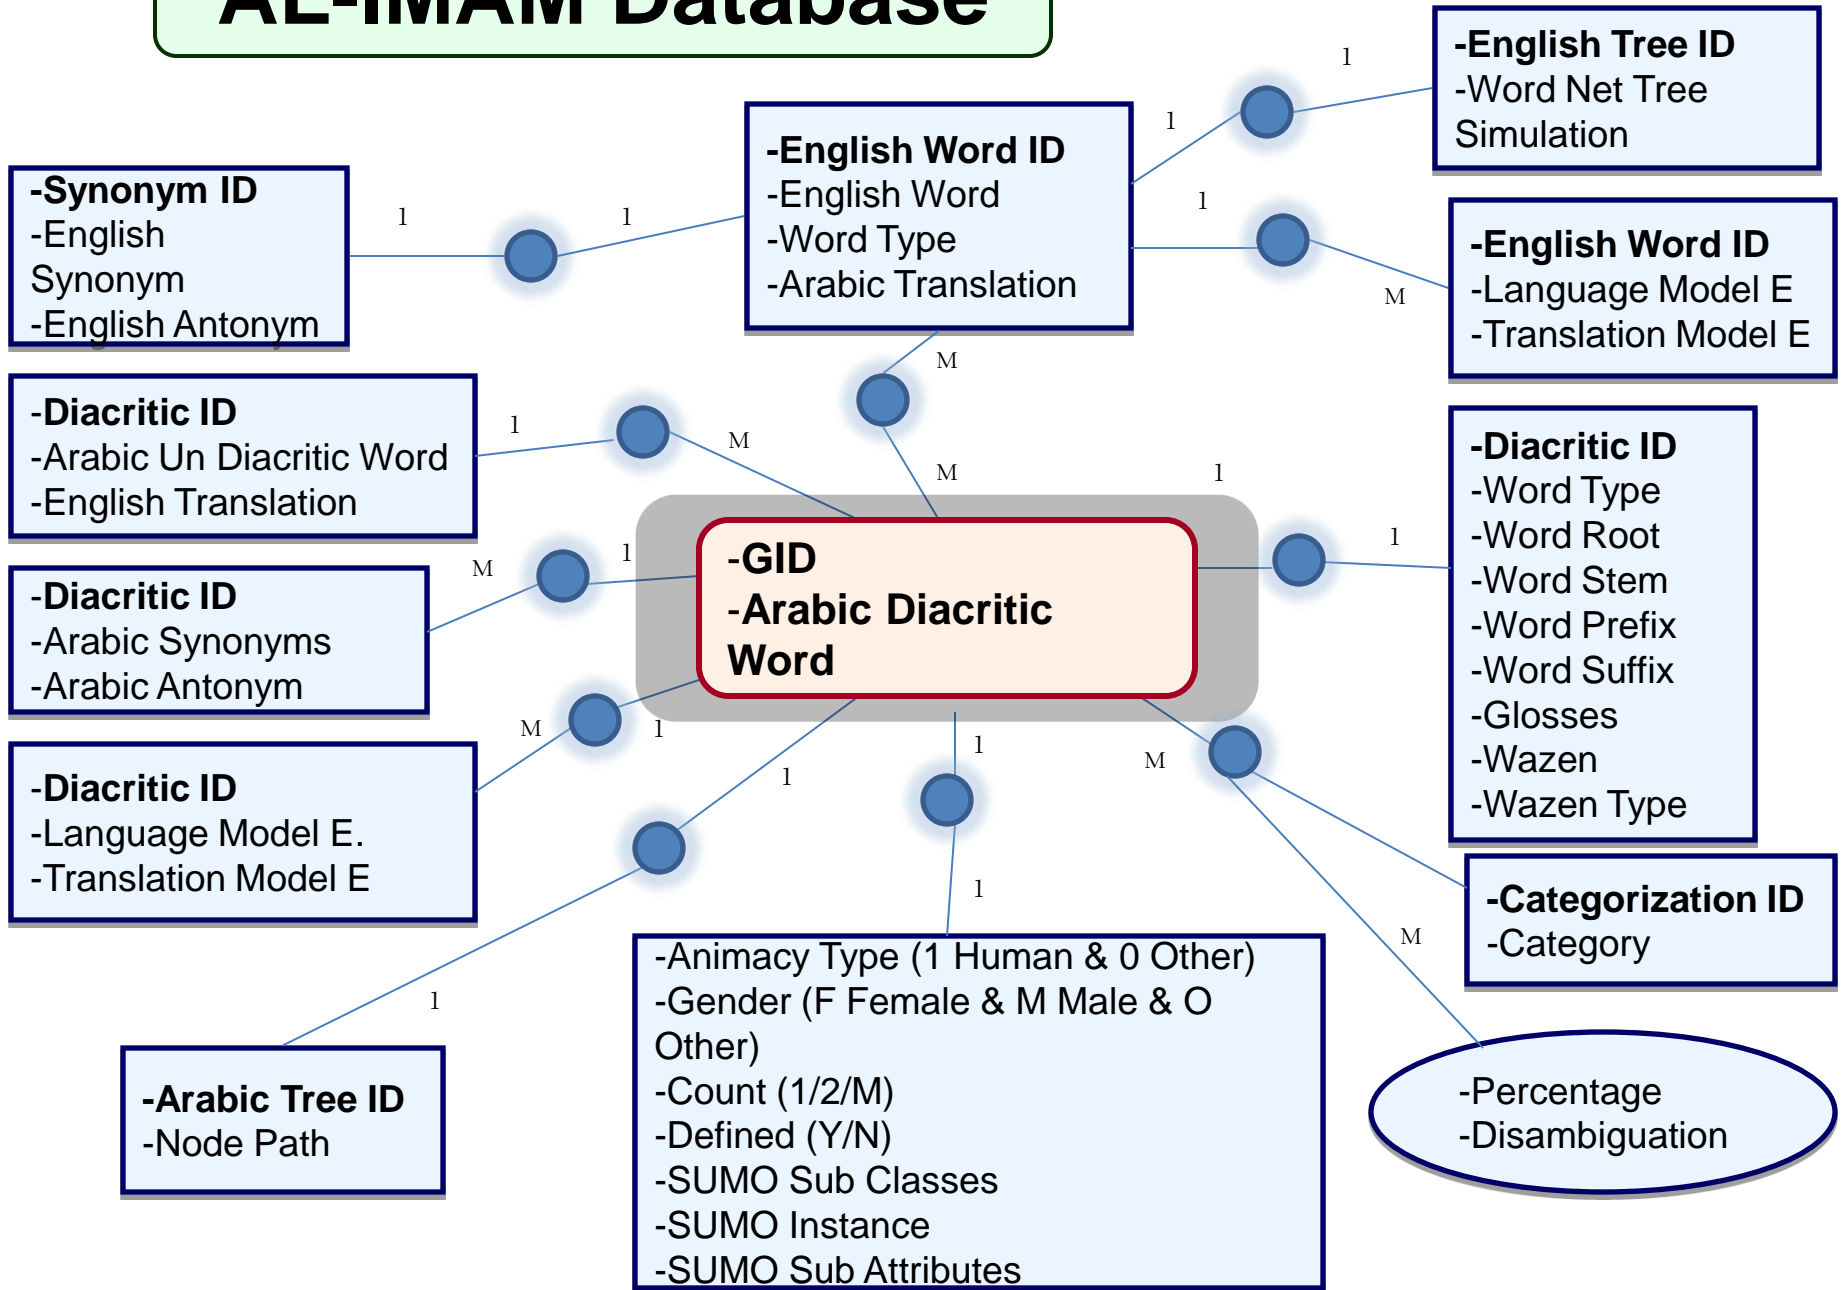 AL-IMAM Database
-English Tree ID
-Word Net Tree
Simulation
1
1
-English Word ID
-English Word
-Word Type
-Arabic Translation
-Synonym ID
-English
Synonym
-English Antonym
1
1
1
M
-English Word ID
-Language Model E
-Translation Model E
M
M
-Diacritic ID
-Arabic Un Diacritic Word
-English Translation
1
M
-Diacritic ID
-Word Type
-Word Root
-Word Stem
-Word Prefix
-Word Suffix
-Glosses
-Wazen
-Wazen Type
1
1
-GID
-Arabic Diacritic
Word
-Diacritic ID
-Arabic Synonyms
-Arabic Antonym
M
1
-Diacritic ID
-Language Model E.
-Translation Model E
M
1
1
1
M
-Categorization ID
-Category
1
1
M
-Arabic Tree ID
-Node Path
-Animacy Type (1 Human & 0 Other)
-Gender (F Female & M Male & O
Other)
-Count (1/2/M)
-Defined (Y/N)
-SUMO Sub Classes
-SUMO Instance
-SUMO Sub Attributes
-Percentage
-Disambiguation